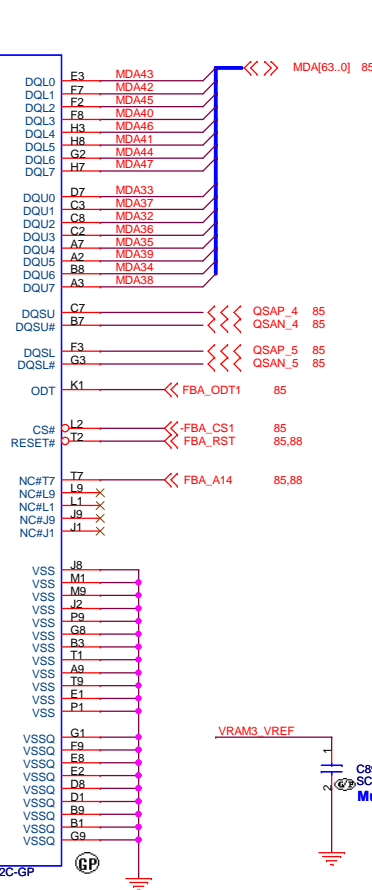 MDA[63..0] 85
DQL0 E3 MDA43
DQL1 F7 MDA42
DQL2 F2 MDA45
DQL3 F8 MDA40
DQL4 H3 MDA46
DQL5 H8 MDA41
DQL6 G2 MDA44
DQL7 H7 MDA47
DQU0 D7 MDA33
DQU1 C3 MDA37
DQU2 C8 MDA32
DQU3 C2 MDA36
DQU4 A7 MDA35
DQU5 A2 MDA39
DQU6 B8 MDA34
DQU7 A3 MDA38
DQSU C7 QSAP_4 85
DQSU# B7 QSAN_4 85
DQSL F3 QSAP_5 85
DQSL# G3 QSAN_5 85
ODT K1 FBA_ODT1 85
CS# L2 -FBA_CS1 85
RESET# T2 FBA_RST 85,88
NC#T7 T7 FBA_A14 85,88
NC#L9 L9
NC#L1 L1
NC#J9 J9
NC#J1 J1
VSS J8
VSS M1
VSS M9
VSS J2
VSS P9
VSS G8
VSS B3
VSS T1
VSS A9
VSS T9
VSS E1
VSS P1
VSSQ G1
VSSQ F9
VSSQ E8
VSSQ E2
VSSQ D8
VSSQ D1
VSSQ B9
VSSQ B1
VSSQ G9
VRAM3_VREF
1
2
SC
2C-GP
GP